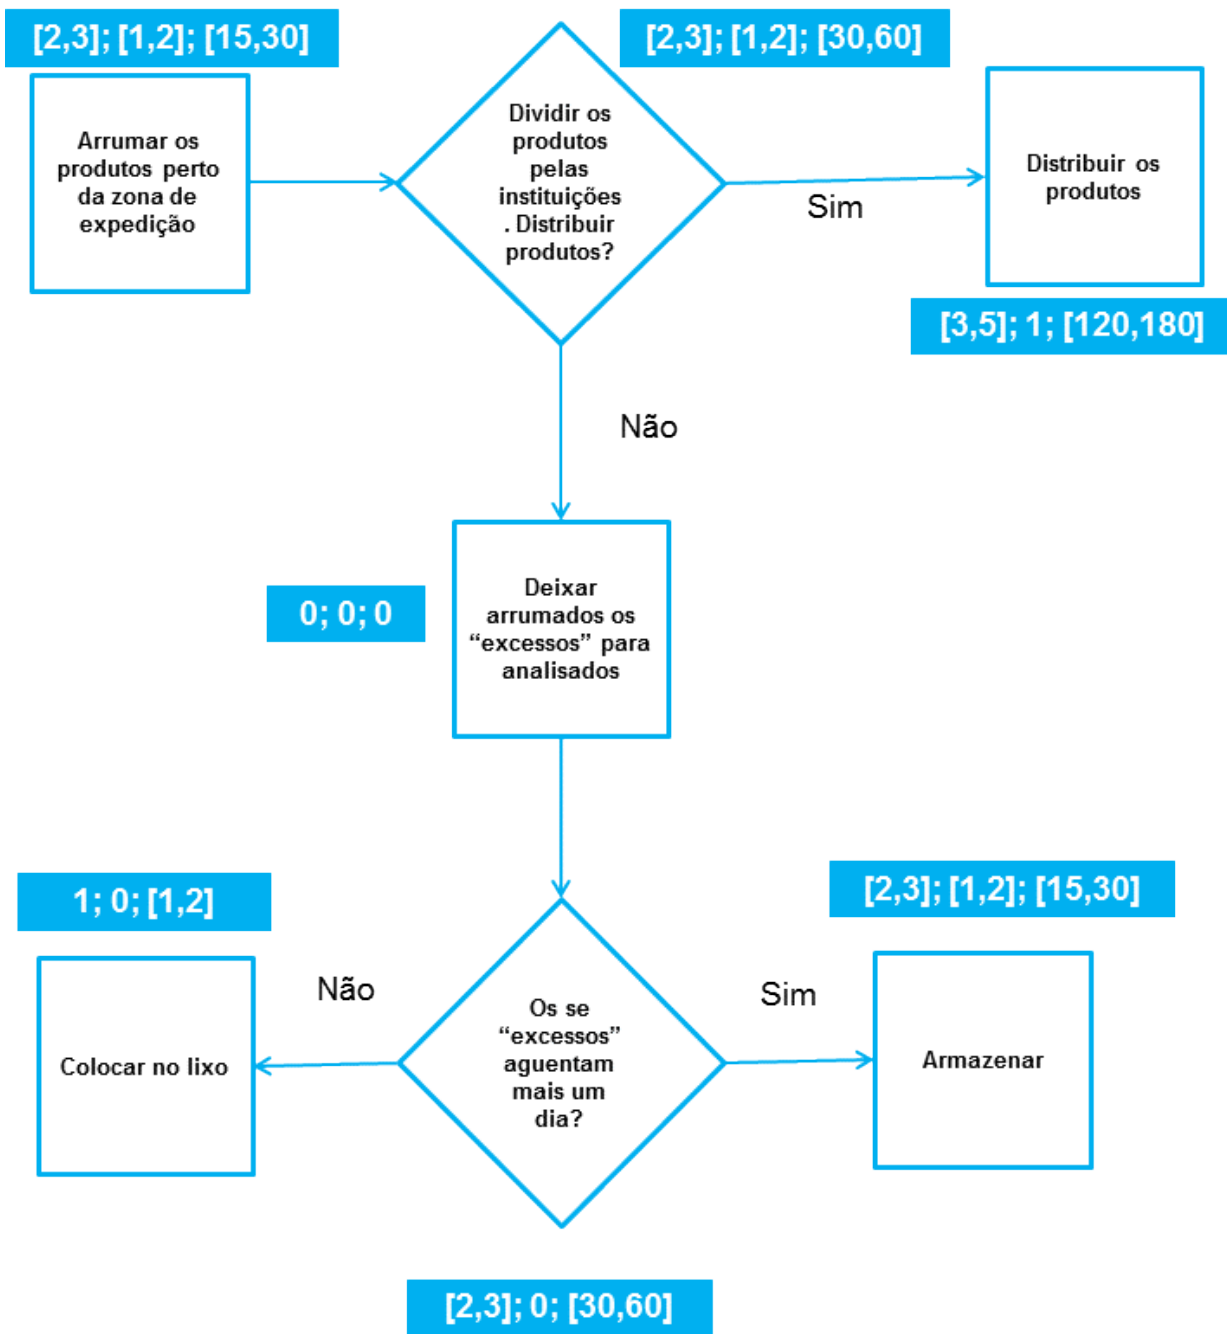 [2,3]; [1,2]; [15,30]
[2,3]; [1,2]; [30,60]
Arrumar os
produtos perto
da zona de
expedição
Dividir os
produtos
pelas
instituições
. Distribuir
produtos?
Sim
Distribuir os
produtos
[3,5]; 1; [120,180]
Não
0; 0; 0
Deixar
arrumados os
“excessos” para
analisados
1; 0; [1,2]
[2,3]; [1,2]; [15,30]
Não
Sim
Colocar no lixo
Os se
“excessos”
aguentam
mais um
dia?
Armazenar
[2,3]; 0; [30,60]